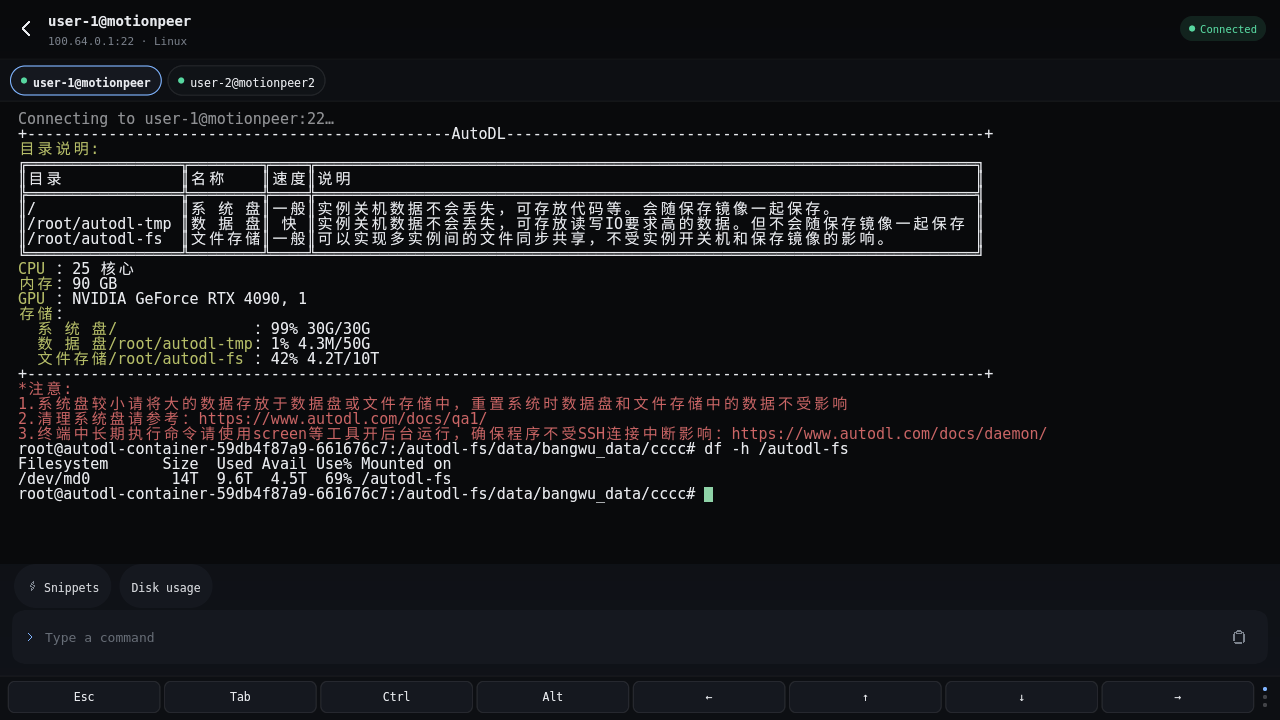 user-1@motionpeer
100.64.0.1:22 · Linux
Connected
user-1@motionpeer
user-2@motionpeer2
Connecting to user-1@motionpeer:22…
+-----------------------------------------------AutoDL-----------------------------------------------------+
目录说明:
╔═════════════════╦════════╦════╦═════════════════════════════════════════════════════════════════════════╗
║目录             ║名称    ║速度║说明                                                                     ║
╠═════════════════╬════════╬════╬═════════════════════════════════════════════════════════════════════════╣
║/                ║系 统 盘║一般║实例关机数据不会丢失，可存放代码等。会随保存镜像一起保存。               ║
║/root/autodl-tmp ║数 据 盘║ 快 ║实例关机数据不会丢失，可存放读写IO要求高的数据。但不会随保存镜像一起保存 ║
║/root/autodl-fs  ║文件存储║一般║可以实现多实例间的文件同步共享，不受实例开关机和保存镜像的影响。         ║
╚═════════════════╩════════╩════╩═════════════════════════════════════════════════════════════════════════╝
CPU ：25 核心
内存：90 GB
GPU ：NVIDIA GeForce RTX 4090, 1
存储：
  系 统 盘/               ：99% 30G/30G
  数 据 盘/root/autodl-tmp：1% 4.3M/50G
  文件存储/root/autodl-fs ：42% 4.2T/10T
+----------------------------------------------------------------------------------------------------------+
*注意:
1.系统盘较小请将大的数据存放于数据盘或文件存储中，重置系统时数据盘和文件存储中的数据不受影响
2.清理系统盘请参考：https://www.autodl.com/docs/qa1/
3.终端中长期执行命令请使用screen等工具开后台运行，确保程序不受SSH连接中断影响：https://www.autodl.com/docs/daemon/
root@autodl-container-59db4f87a9-661676c7:/autodl-fs/data/bangwu_data/cccc# df -h /autodl-fs
Filesystem      Size  Used Avail Use% Mounted on
/dev/md0         14T  9.6T  4.5T  69% /autodl-fs
root@autodl-container-59db4f87a9-661676c7:/autodl-fs/data/bangwu_data/cccc#
Snippets
Disk usage
Type a command
Esc
Tab
Ctrl
Alt
←
↑
↓
→